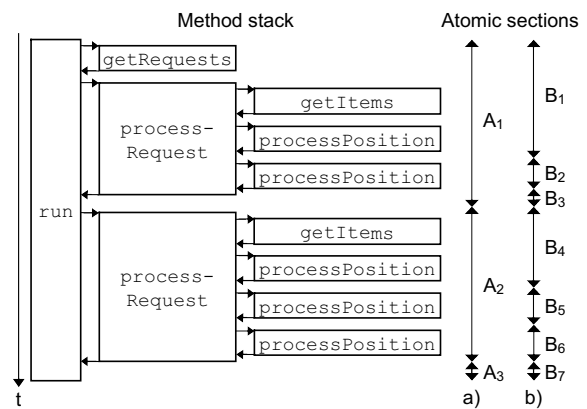 Method stack
Atomic sections
getRequests
getItems
process-
Request
processPosition
processPosition
run
getItems
process-
Request
processPosition
processPosition
processPosition
A1
A2
A3
B1
B2
B3
B4
B5
B6
B7
t
a)
b)